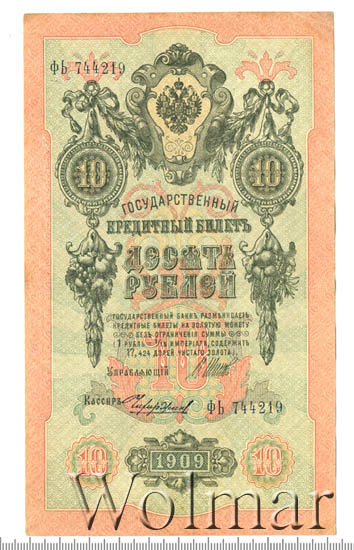 ФЬ 744219
10 10
ГОСУДАРСТВЕННЫЙ
КРЕДИТНЫЙ БИЛЕТЪ
ДЕСЯТЬ
РУБЛЕЙ
ГОСУДАРСТВЕННЫЙ БАНКЪ РАЗМѢНИВАЕТЪ
КРЕДИТНЫЕ БИЛЕТЫ НА ЗОЛОТУЮ МОНЕТУ
БЕЗЪ ОГРАНИЧЕНІЯ СУММЫ
(1 РУБЛЬ = 1/15 ИМПЕРІАЛА, СОДЕРЖИТЪ
17,424 ДОЛЕЙ ЧИСТАГО ЗОЛОТА).
10
Управляющій
Кассиръ
ФЬ 744219
10 1909 10
Wolmar